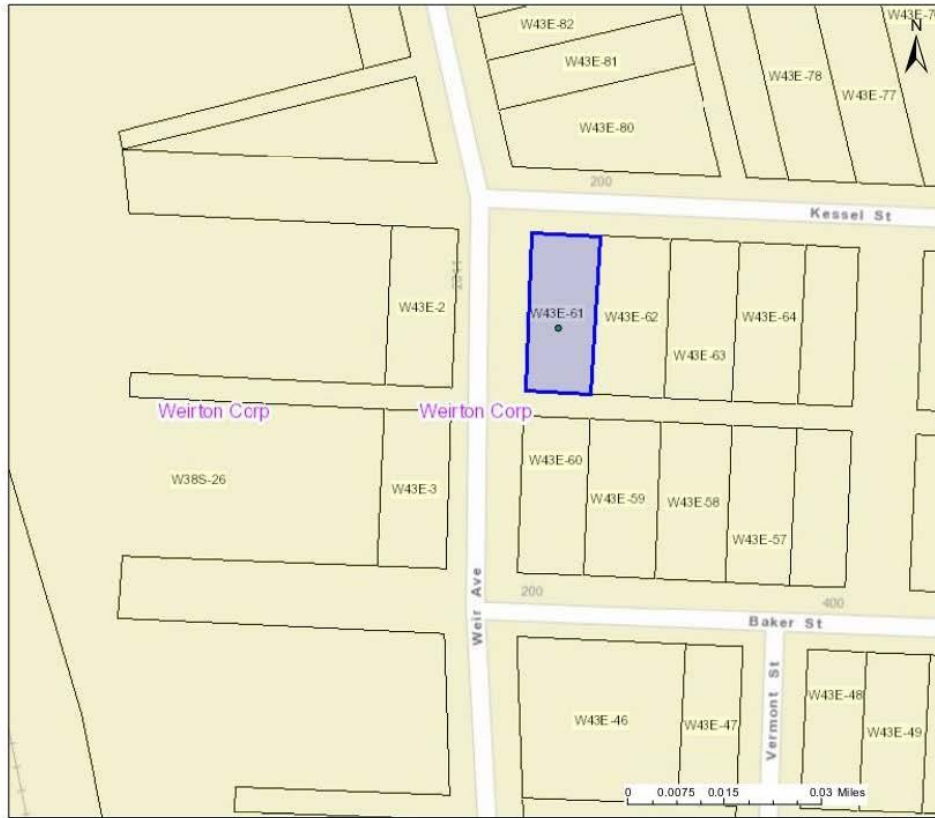 W43E-82
W43E-81
W43E-80
W43E-78
W43E-77
N
200
Kessel St
W43E-2
W43E-61
W43E-62
W43E-63
W43E-64
Weirton Corp
Weirton Corp
W38S-26
W43E-3
W43E-60
W43E-59
W43E-58
W43E-57
Weir Ave
200
400
Baker St
Vermont St
W43E-46
W43E-47
W43E-48
W43E-49
0 0.0075 0.015 0.03 Miles